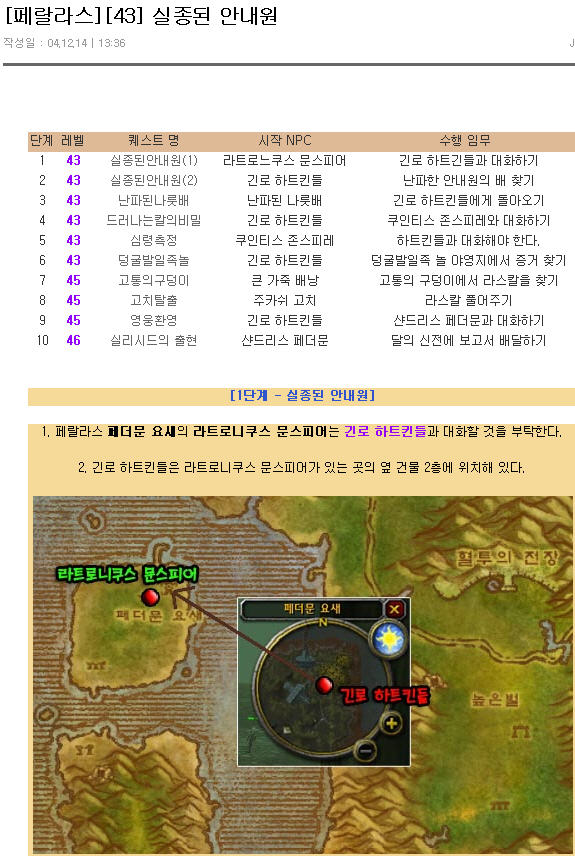 [페랄라스][43] 실종된 안내원
작성일 : 04.12.14 | 13:36
J
단계 레벨 퀘스트 명 시작 NPC 수행 임무
1 43 실종된안내원(1) 라트로느쿠스 문스피어 긴로 하트킨들과 대화하기
2 43 실종된안내원(2) 긴로 하트킨들 난파한 안내원의 배 찾기
3 43 난파된나룻배 난파된 나룻배 긴로 하트킨들에게 돌아오기
4 43 드러나는칼의비밀 긴로 하트킨들 쿠인티스 존스피레와 대화하기
5 43 심령측정 쿠인티스 존스피레 하트킨들과 대화해야 한다.
6 43 덩굴발일족놀 긴로 하트킨들 덩굴발일족 놀 야영지에서 증거 찾기
7 45 고통의구덩이 큰 가죽 배낭 고통의 구덩이에서 라스칼을 찾기
8 45 고치탈출 주카쉬 고치 라스칼 풀어주기
9 45 영웅환영 긴로 하트킨들 샨드리스 페더문과 대화하기
10 46 실리시드의 출현 샨드리스 페더문 달의 신전에 보고서 배달하기
[1단계 - 실종된 안내원]
1. 페랄라스 페더문 요새의 라트로니쿠스 문스피어는 긴로 하트킨들과 대화할 것을 부탁한다.
2. 긴로 하트킨들은 라트로니쿠스 문스피어가 있는 곳의 옆 건물 2층에 위치해 있다.
혈투의 전장
라트로니쿠스 문스피어
페더문 요새
페더문 요새
N
긴로 하트킨들
높은벌